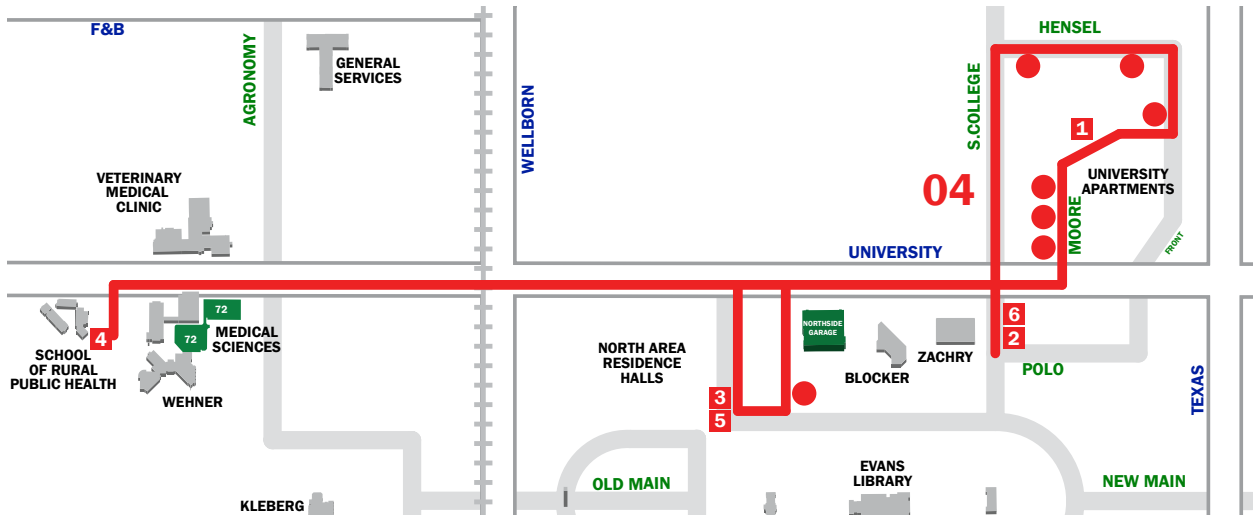 F&B
AGRONOMY
GENERAL
SERVICES
WELLBORN
HENSEL
S.COLLEGE
1
UNIVERSITY
APARTMENTS
VETERINARY
MEDICAL
CLINIC
04
MOORE
FRONT
UNIVERSITY
4
SCHOOL
OF RURAL
PUBLIC HEALTH
72
72
MEDICAL
SCIENCES
WEHNER
NORTH AREA
RESIDENCE
HALLS
3
5
NORTHSIDE
GARAGE
BLOCKER
ZACHRY
6
2
POLO
TEXAS
KLEBERG
OLD MAIN
EVANS
LIBRARY
NEW MAIN